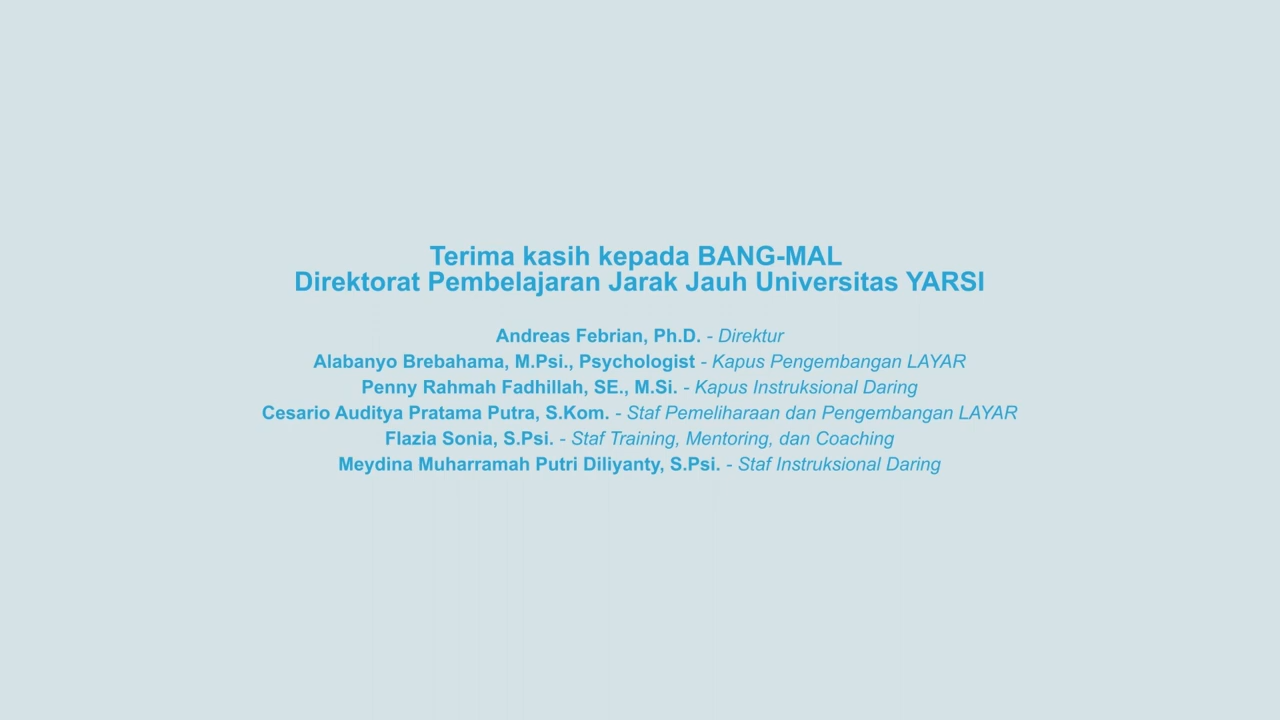 Terima kasih kepada BANG-MAL
Direktorat Pembelajaran Jarak Jauh Universitas YARSI
Andreas Febrian, Ph.D. - Direktur
Alabanyo Brebahama, M.Psi., Psychologist - Kapus Pengembangan LAYAR
Penny Rahmah Fadhillah, SE., M.Si. - Kapus Instruksional Daring
Cesario Auditya Pratama Putra, S.Kom. - Staf Pemeliharaan dan Pengembangan LAYAR
Flazia Sonia, S.Psi. - Staf Training, Mentoring, dan Coaching
Meydina Muharramah Putri Diliyanty, S.Psi. - Staf Instruksional Daring